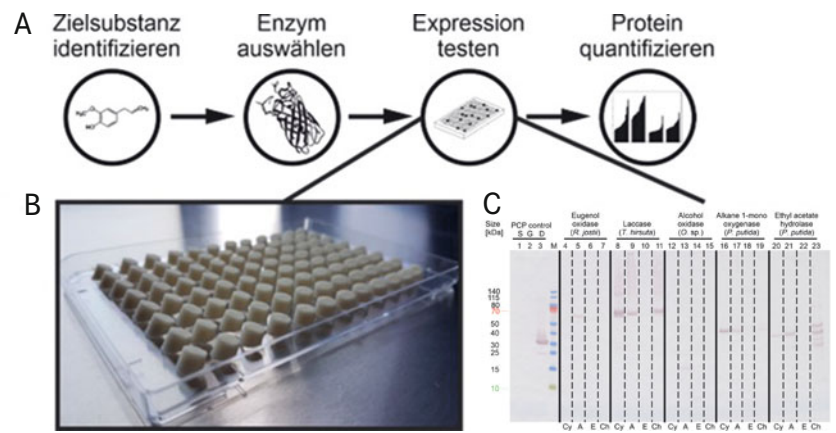 A
Zielsubstanz
identifizieren
Enzym
auswählen
Expression
testen
Protein
quantifizieren
B
C
Size
[kDa]
PCP control
S G D
Eugenol
oxidase
(R. jostii)
Laccase
(T. hirsuta)
Alcohol
oxidase
(O. sp.)
Alkane 1-mono
oxygenase
(P. putida)
Ethyl acetate
hydrolase
(P. putida)
1 2 3 M 4 5 6 7 8 9 10 11 12 13 14 15 16 17 18 19 20 21 22 23
140
115
80
70
50
40
30
25
15
10
Cy A E Ch Cy A E Ch Cy A E Ch Cy A E Ch Cy A E Ch